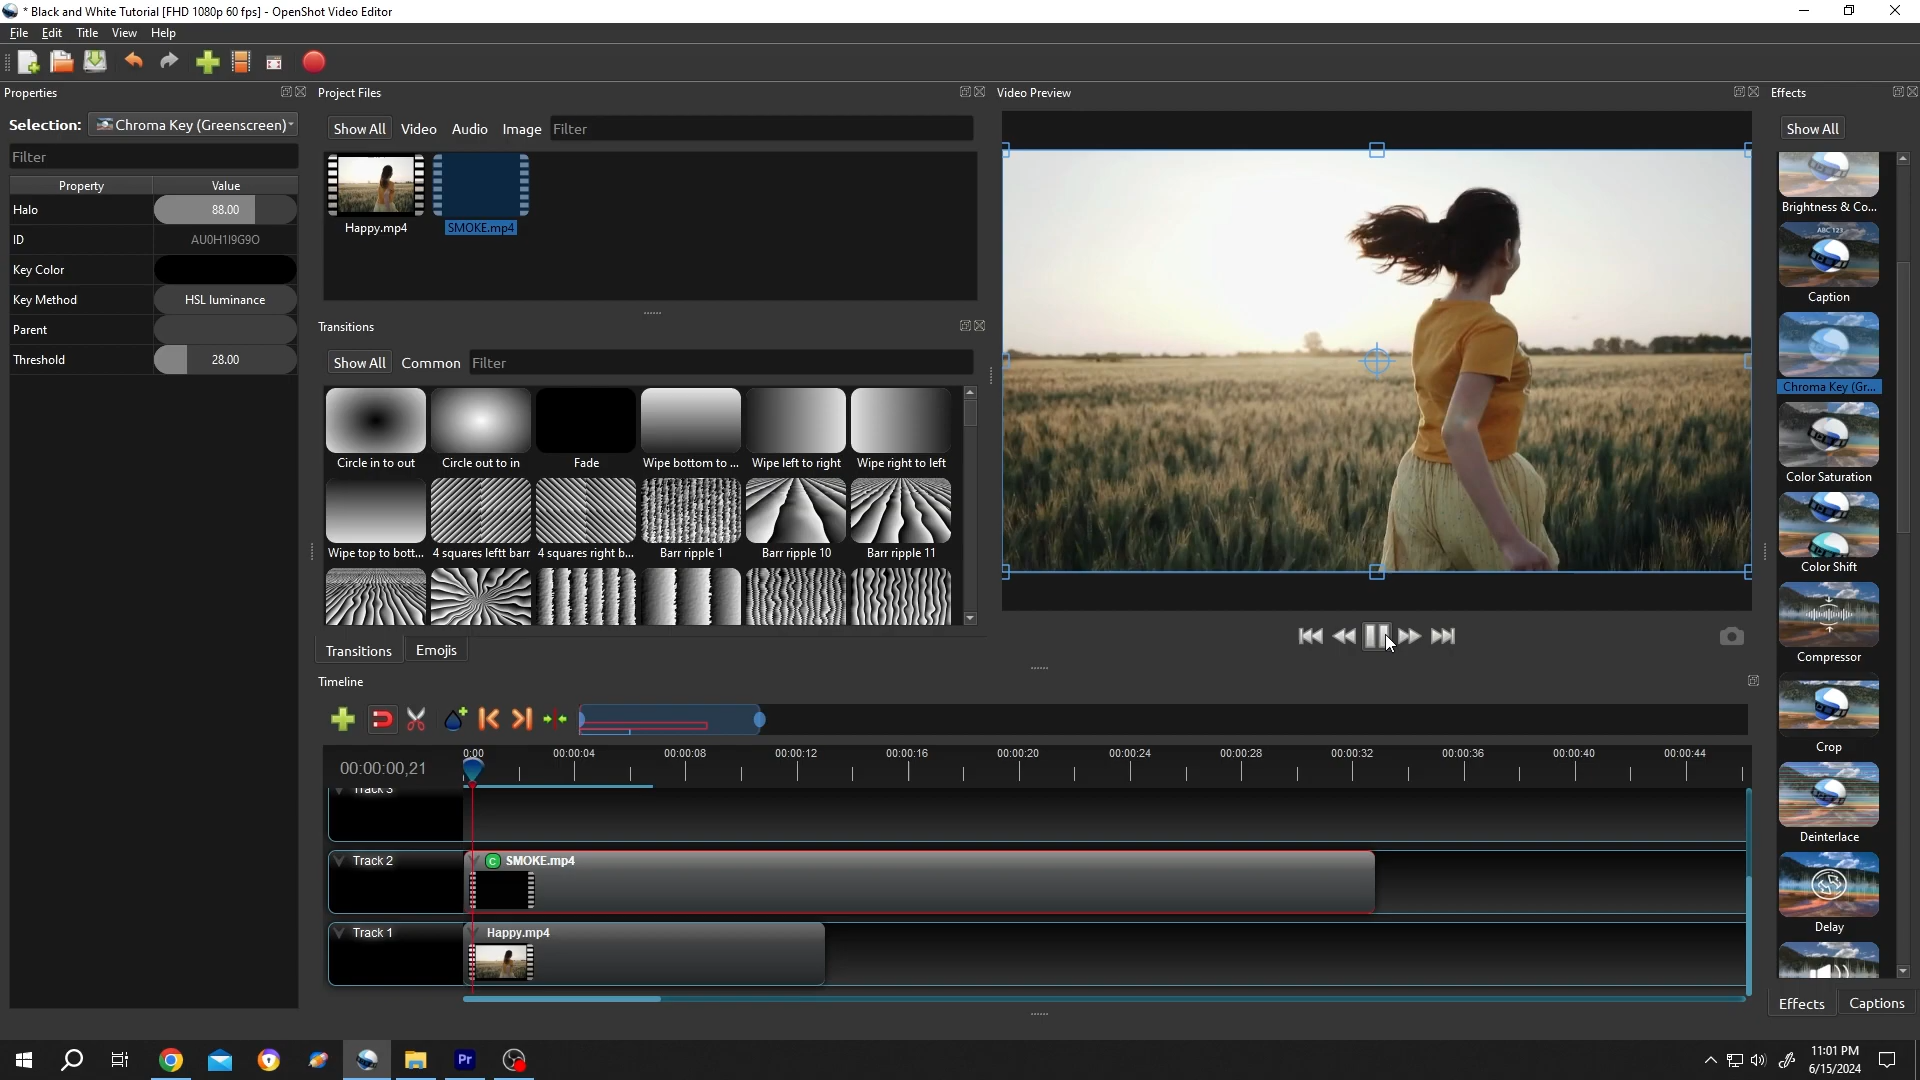 * Black and White Tutorial [FHD 1080p 60 fps] - OpenShot Video Editor
File Edit Title View Help
Properties
Project Files
Video Preview
Effects
Selection: Chroma Key (Greenscreen)
Show All Video Audio Image Filter
Show All
Filter
Property Value
Halo 88.00
ID AU0H1I9G9O
Key Color
Key Method HSL luminance
Parent
Threshold 28.00
Happy.mp4 SMOKE.mp4
Transitions
Show All Common Filter
Circle in to out Circle out to in Fade Wipe bottom to ... Wipe left to right Wipe right to left
Wipe top to bott... 4 squares leftt barr 4 squares right b... Barr ripple 1 Barr ripple 10 Barr ripple 11
Transitions Emojis
Brightness & Co...
ABC 123
Caption
Chroma Key (Gr...
Color Saturation
Color Shift
Compressor
Crop
Deinterlace
Delay
Effects Captions
Timeline
00:00:00,21
0:00 00:00:04 00:00:08 00:00:12 00:00:16 00:00:20 00:00:24 00:00:28 00:00:32 00:00:36 00:00:40 00:00:44
Track 3
Track 2 C SMOKE.mp4
Track 1 Happy.mp4
Pr
11:01 PM
6/15/2024